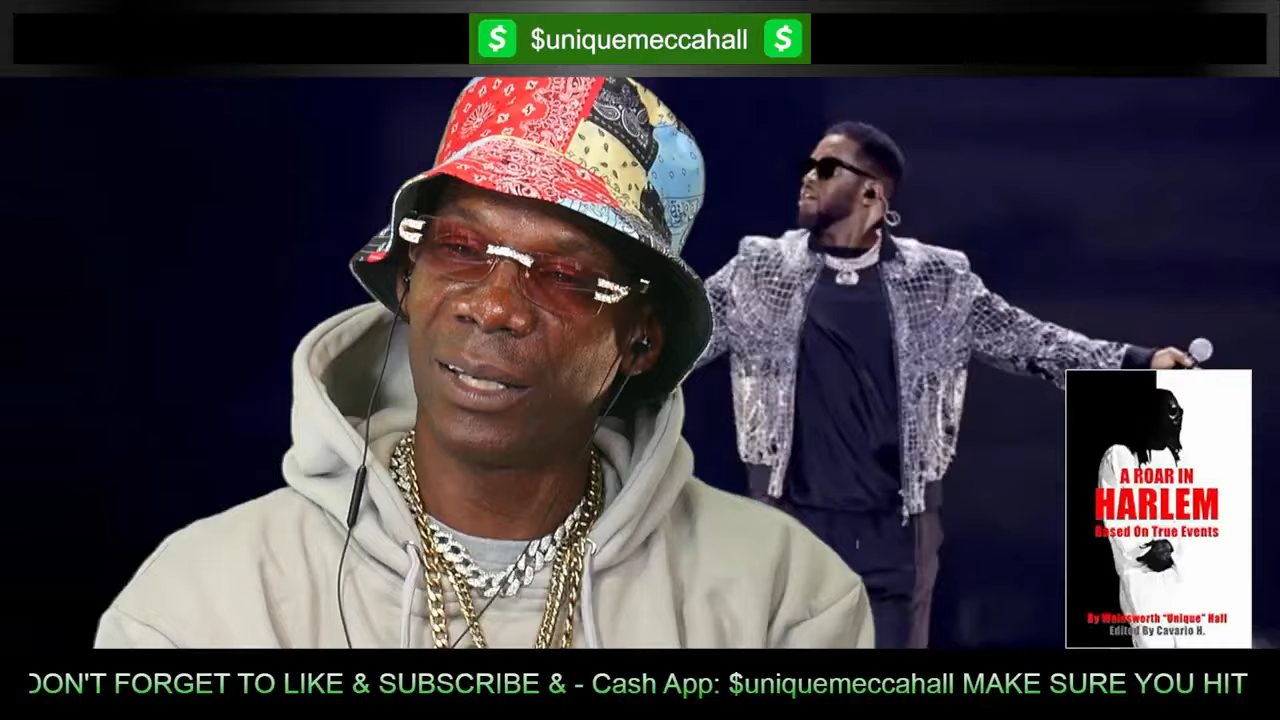 $uniquemeccahall
A ROAR IN
HARLEM
Based On True Events
By Walnsworth "Unique" Hall
Edited By Cavario H.
DON'T FORGET TO LIKE & SUBSCRIBE & - Cash App: $uniquemeccahall MAKE SURE YOU HIT